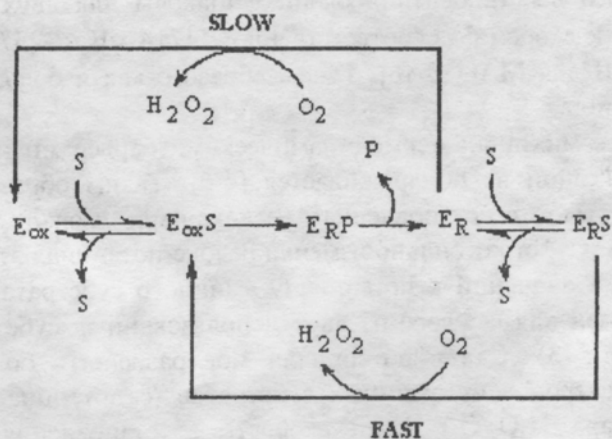 SLOW
H2O2 O2
S P S
Eox EoxS ERP ER ERS
S S
H2O2 O2
FAST